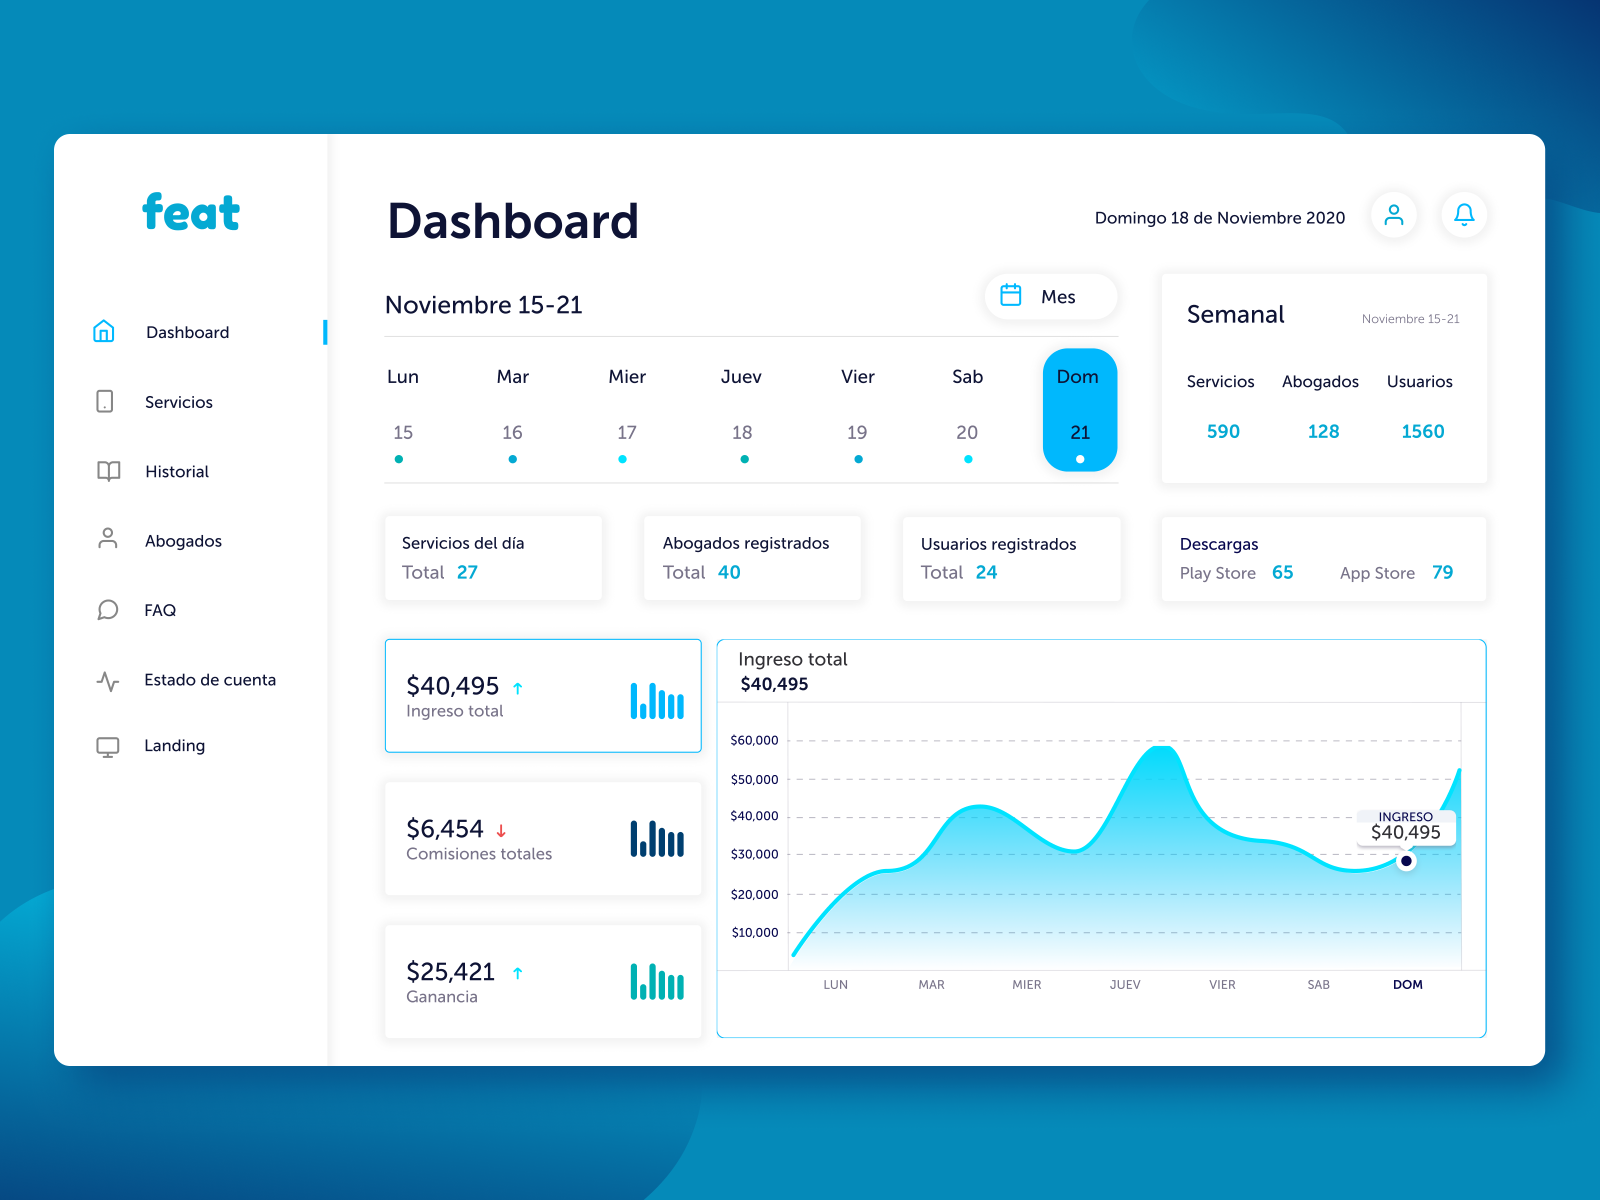 feat
Dashboard
Servicios
Historial
Abogados
FAQ
Estado de cuenta
Landing
Dashboard
Domingo 18 de Noviembre 2020
Noviembre 15-21
Mes
Lun Mar Mier Juev Vier Sab Dom
15 16 17 18 19 20 21
Semanal
Noviembre 15-21
Servicios Abogados Usuarios
590 128 1560
Servicios del día
Total 27
Abogados registrados
Total 40
Usuarios registrados
Total 24
Descargas
Play Store 65 App Store 79
$40,495
Ingreso total
$6,454
Comisiones totales
$25,421
Ganancia
Ingreso total
$40,495
$60,000
$50,000
$40,000
$30,000
$20,000
$10,000
INGRESO
$40,495
LUN MAR MIER JUEV VIER SAB DOM